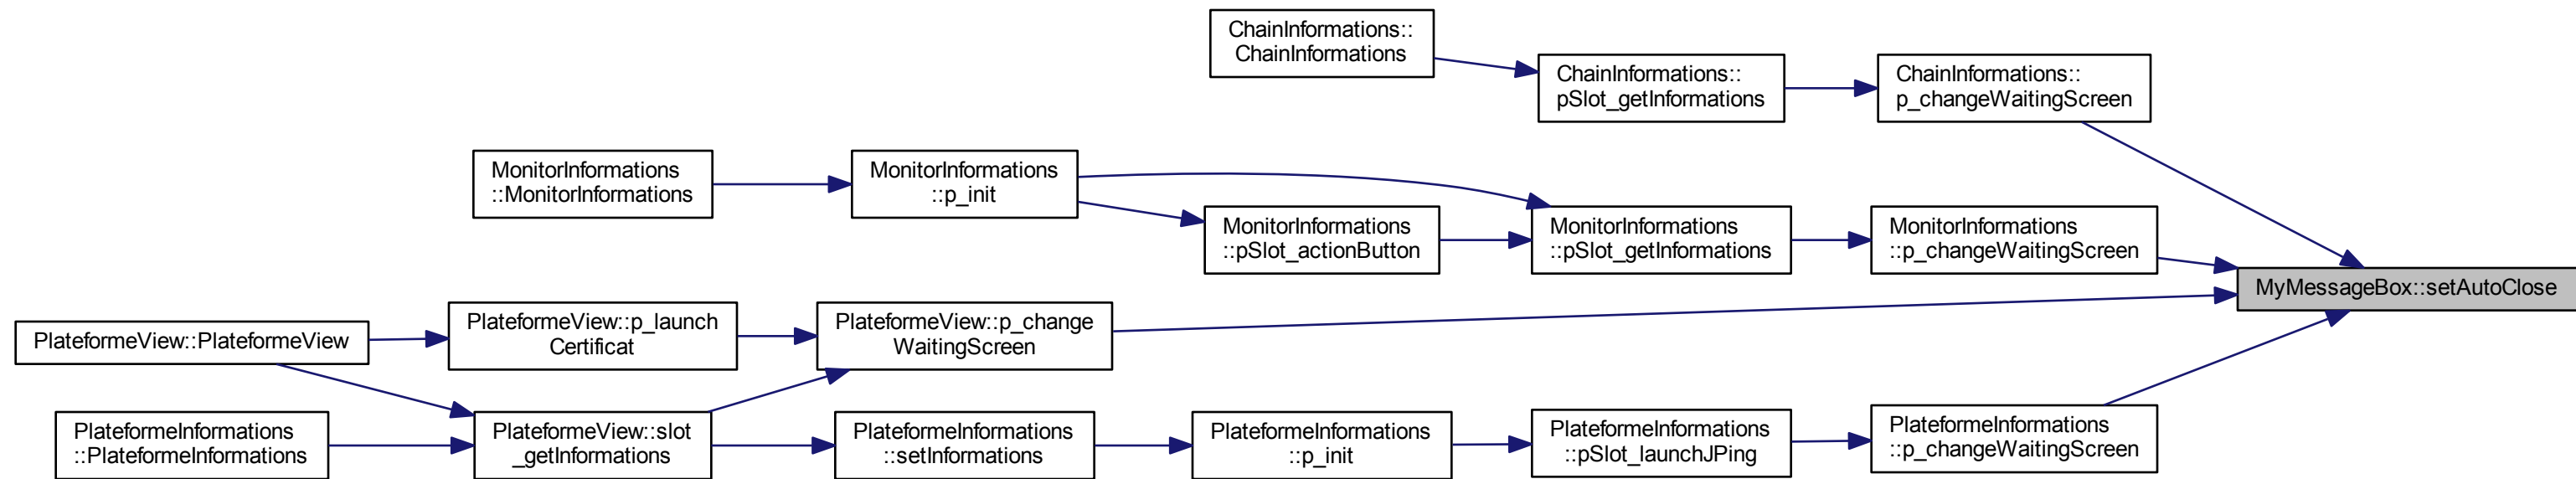 ChainInformations::
ChainInformations
ChainInformations::
pSlot_getInformations
ChainInformations::
p_changeWaitingScreen
MonitorInformations
::MonitorInformations
MonitorInformations
::p_init
MonitorInformations
::pSlot_actionButton
MonitorInformations
::pSlot_getInformations
MonitorInformations
::p_changeWaitingScreen
MyMessageBox::setAutoClose
PlateformeView::PlateformeView
PlateformeView::p_launch
Certificat
PlateformeView::p_change
WaitingScreen
PlateformeInformations
::PlateformeInformations
PlateformeView::slot
_getInformations
PlateformeInformations
::setInformations
PlateformeInformations
::p_init
PlateformeInformations
::pSlot_launchJPing
PlateformeInformations
::p_changeWaitingScreen